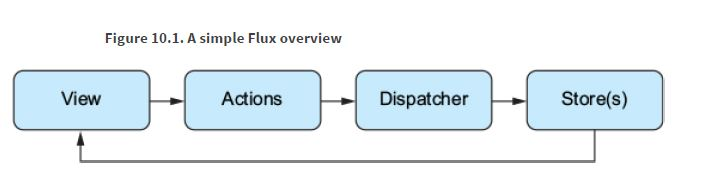 Figure 10.1. A simple Flux overview
View
Actions
Dispatcher
Store(s)